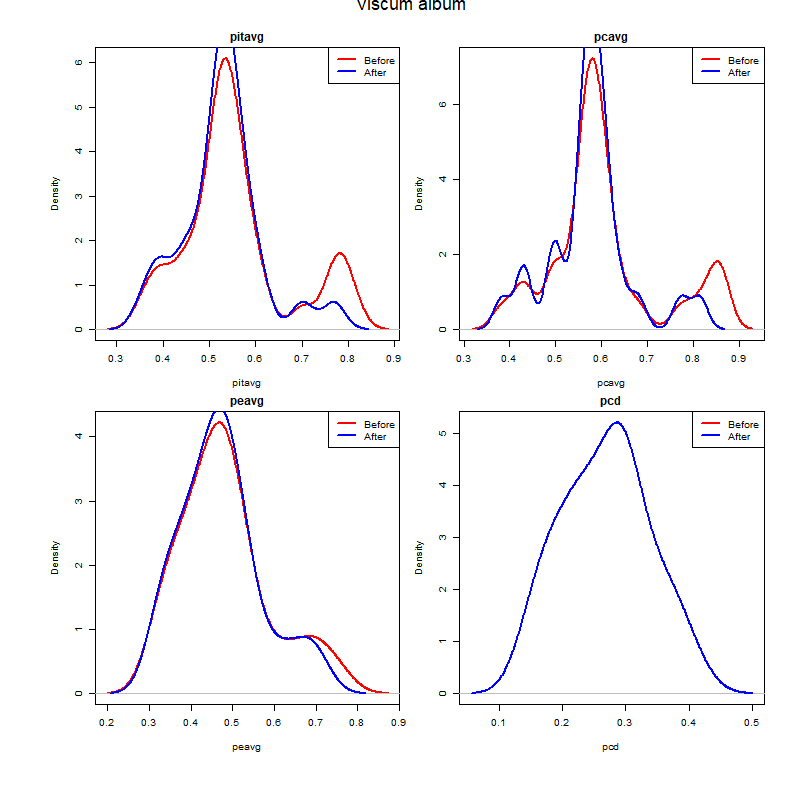 Viscum album
pitavg
Before
After
Density
0 1 2 3 4 5 6
0.3 0.4 0.5 0.6 0.7 0.8 0.9
pitavg
pcavg
Before
After
Density
0 2 4 6
0.3 0.4 0.5 0.6 0.7 0.8 0.9
pcavg
peavg
Before
After
Density
0 1 2 3 4
0.2 0.3 0.4 0.5 0.6 0.7 0.8 0.9
peavg
pcd
Before
After
Density
0 1 2 3 4 5
0.1 0.2 0.3 0.4 0.5
pcd